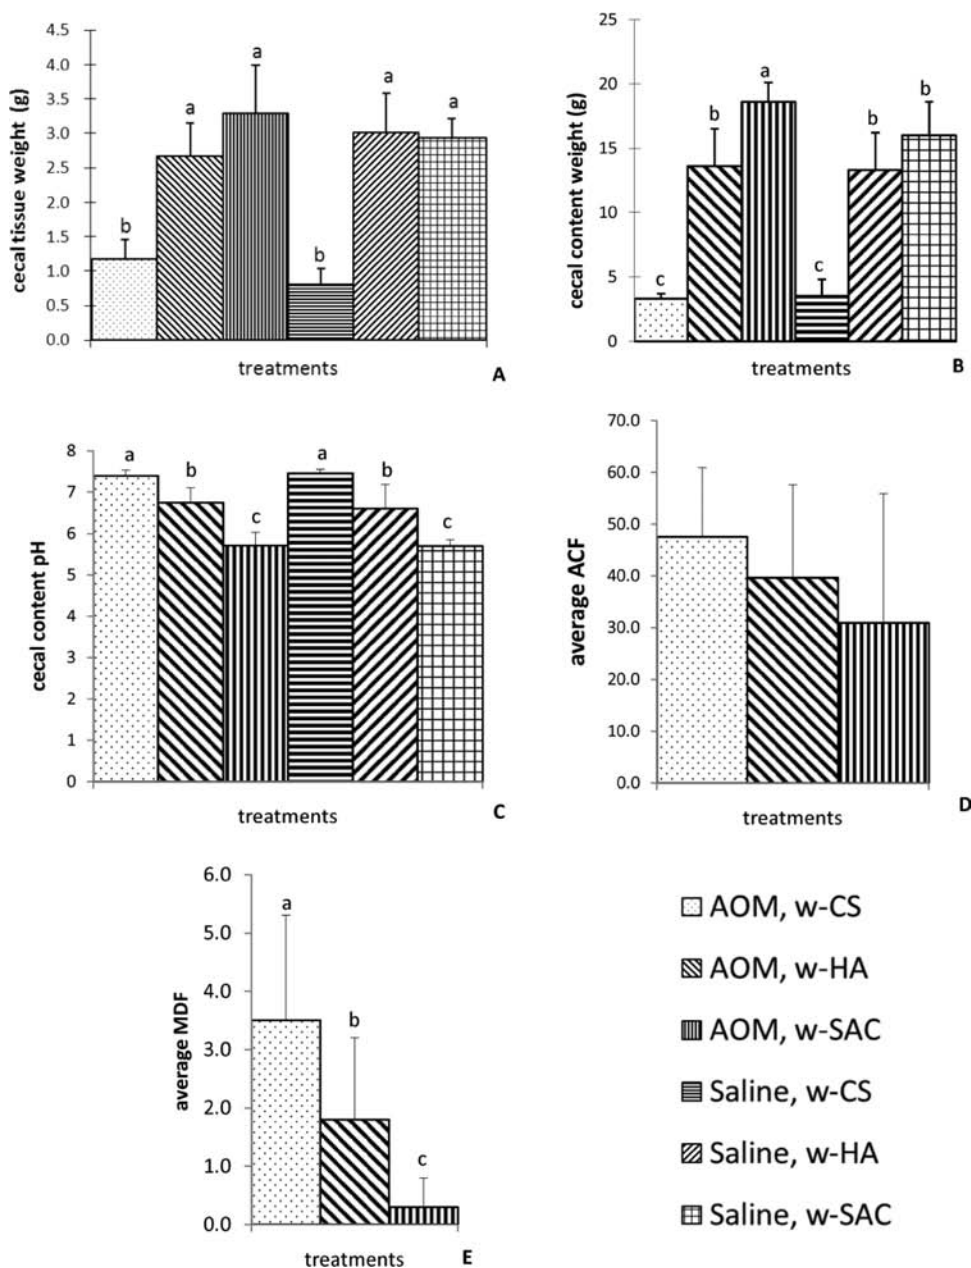 cecal tissue weight (g)
4.5
4.0
3.5
3.0
2.5
2.0
1.5
1.0
0.5
0.0
b
a
a
b
a
a
treatments
A
cecal content weight (g)
25
20
15
10
5
0
c
b
a
c
b
b
treatments
B
cecal content pH
8
7
6
5
4
3
2
1
0
a
b
c
a
b
c
treatments
C
average ACF
70.0
60.0
50.0
40.0
30.0
20.0
10.0
0.0
treatments
D
average MDF
6.0
5.0
4.0
3.0
2.0
1.0
0.0
a
b
c
treatments
E
AOM, w-CS
AOM, w-HA
AOM, w-SAC
Saline, w-CS
Saline, w-HA
Saline, w-SAC